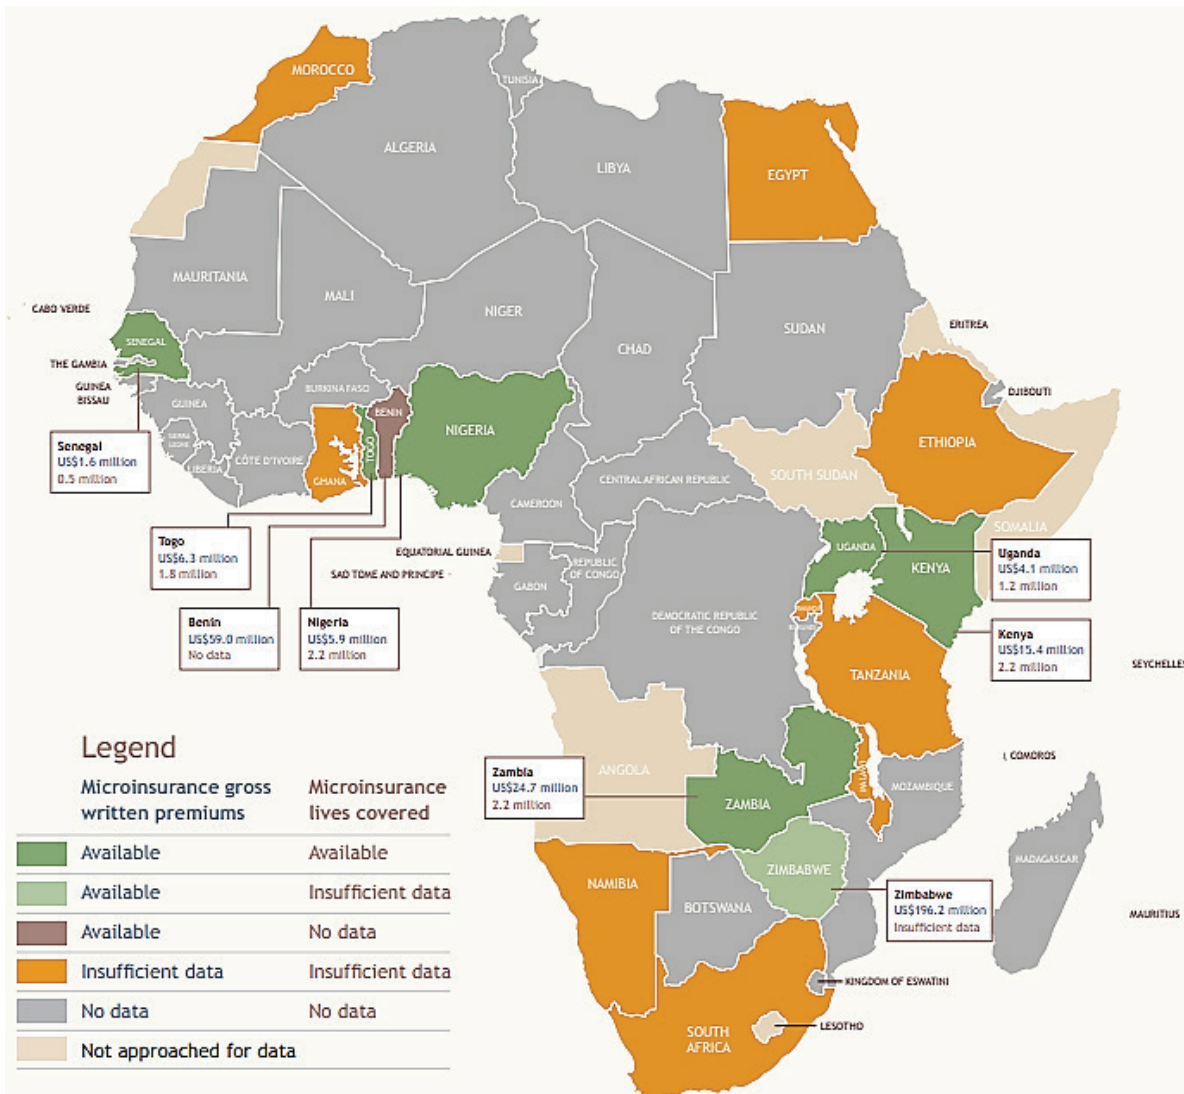 MOROCCO
TUNISIA
ALGERIA
LIBYA
EGYPT
MAURITANIA
MALI
NIGER
CHAD
SUDAN
CABO VERDE
SENEGAL
ERITREA
THE GAMBIA
GUINEA
BISSAU
GUINEA
BURKINA FASO
BENIN
DJIBOUTI
NIGERIA
ETHIOPIA
SIERRA
LEONE
LIBERIA
CÔTE D'IVOIRE
GHANA
TOGO
SOUTH SUDAN
CENTRAL AFRICAN REPUBLIC
CAMEROON
SOMALIA
Senegal
US$1.6 million
0.5 million
Togo
US$6.3 million
1.8 million
EQUATORIAL GUINEA
SAO TOME AND PRINCIPE
GABON
REPUBLIC
OF CONGO
UGANDA
KENYA
Uganda
US$4.1 million
1.2 million
Benin
US$59.0 million
No data
Nigeria
US$5.9 million
2.2 million
DEMOCRATIC REPUBLIC
OF THE CONGO
Kenya
US$15.4 million
2.2 million
TANZANIA
SEYCHELLES
COMOROS
Zambia
US$24.7 million
2.2 million
ANGOLA
ZAMBIA
MALAWI
MOZAMBIQUE
MADAGASCAR
NAMIBIA
ZIMBABWE
BOTSWANA
Zimbabwe
US$196.2 million
Insufficient data
MAURITIUS
KINGDOM OF ESWATINI
LESOTHO
SOUTH
AFRICA
Legend
Microinsurance gross
written premiums
Microinsurance
lives covered
Available Available
Available Insufficient data
Available No data
Insufficient data Insufficient data
No data No data
Not approached for data